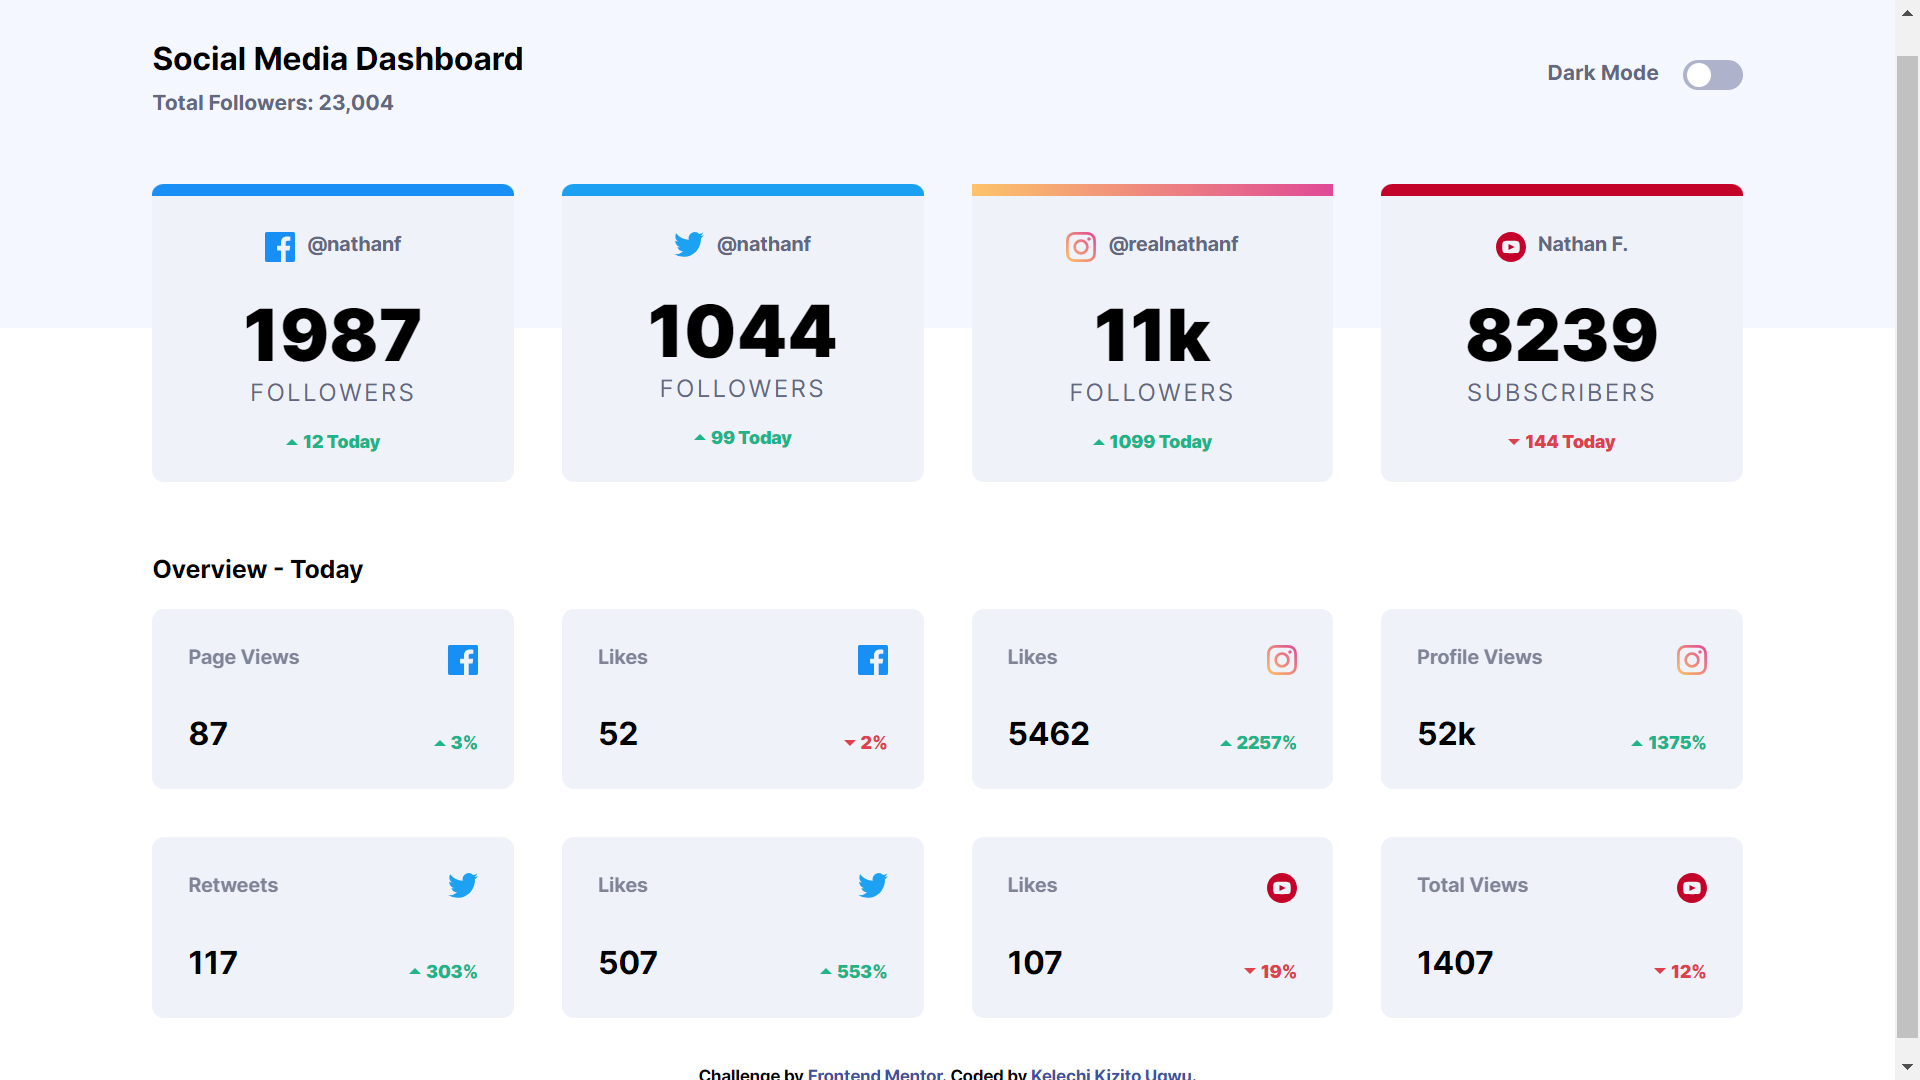 Social Media Dashboard
Total Followers: 23,004
Dark Mode
@nathanf
1987
FOLLOWERS
12 Today
@nathanf
1044
FOLLOWERS
99 Today
@realnathanf
11k
FOLLOWERS
1099 Today
Nathan F.
8239
SUBSCRIBERS
144 Today
Overview - Today
Page Views
87
3%
Likes
52
2%
Likes
5462
2257%
Profile Views
52k
1375%
Retweets
117
303%
Likes
507
553%
Likes
107
19%
Total Views
1407
12%
Challenge by Frontend Mentor. Coded by Kelechi Kizito Ugwu.